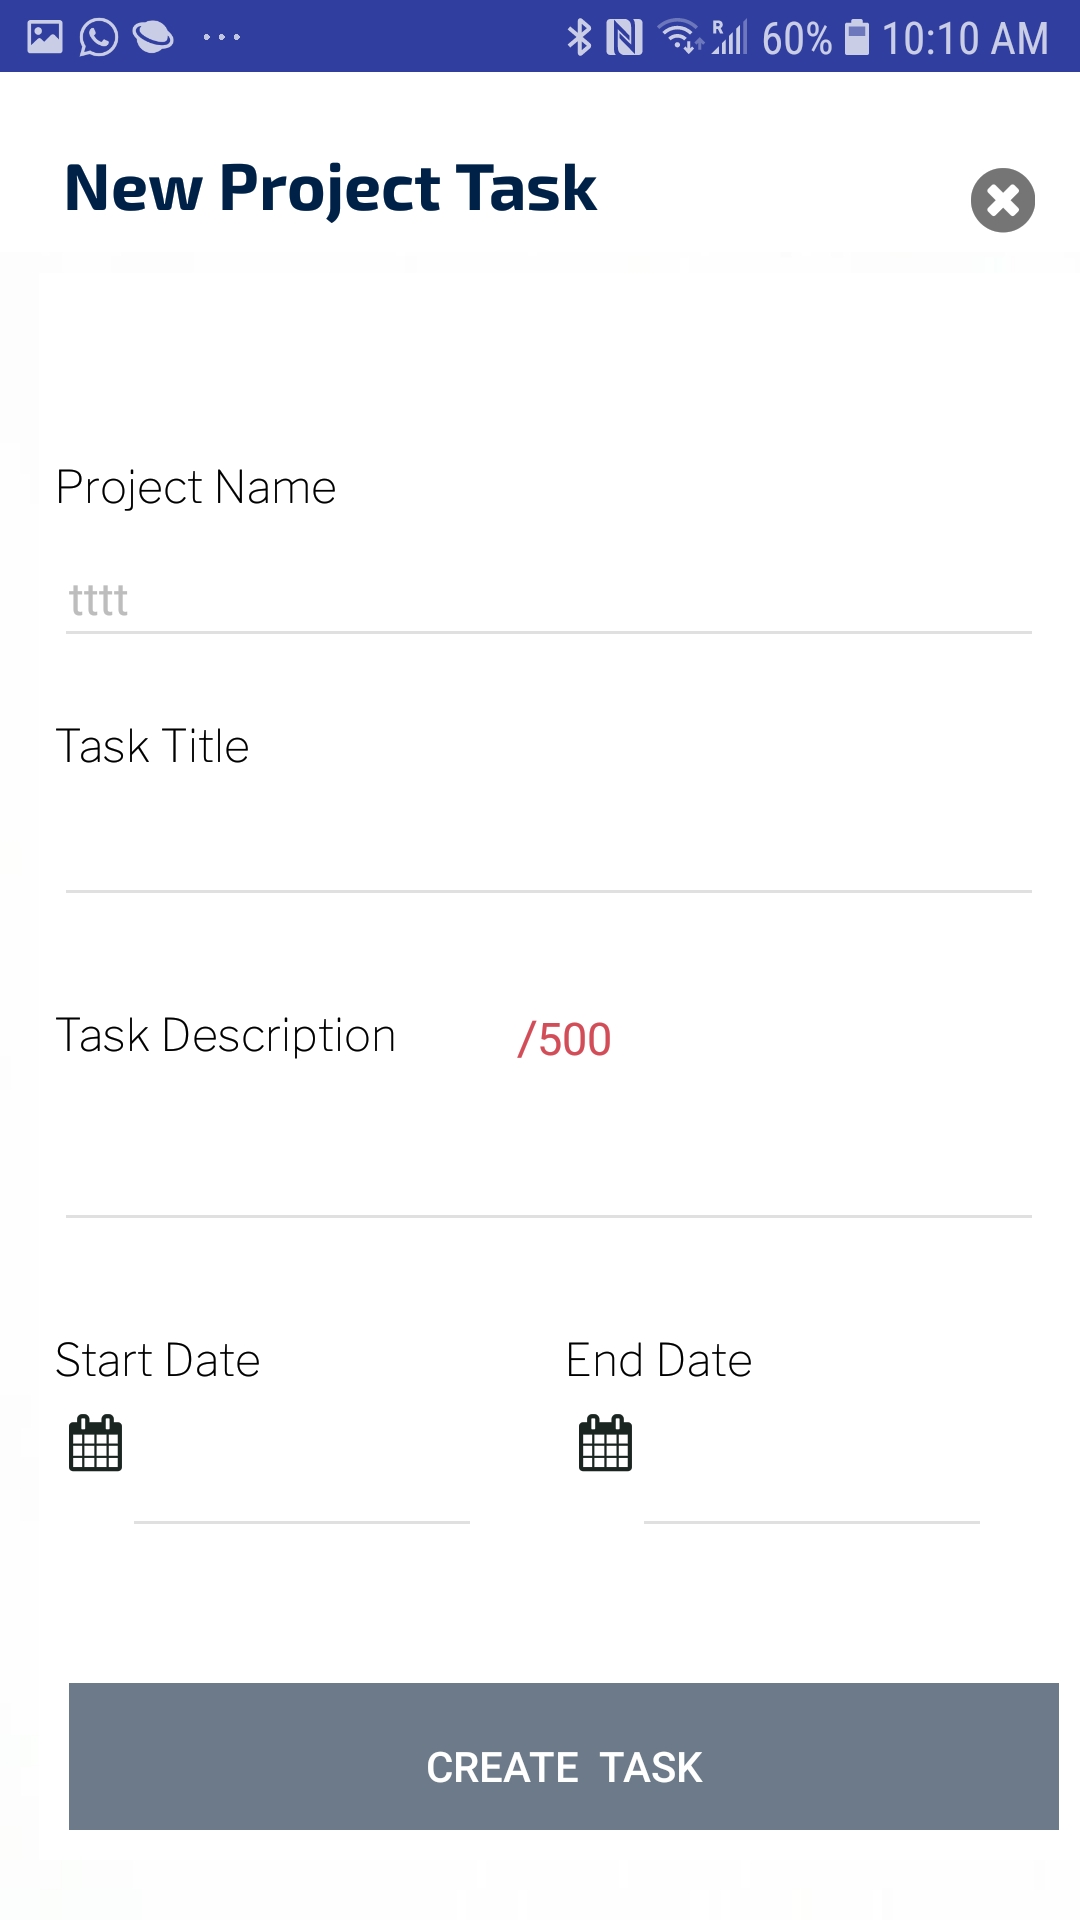 R 60% 10:10 AM
New Project Task
Project Name
tttt
Task Title
Task Description /500
Start Date End Date
CREATE TASK